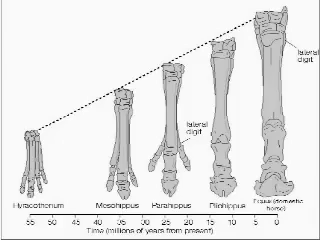 lateral
digit
lateral
digit
Hyracotherium
Mesohippus
Parahippus
Pliohippus
Equus (domestic
horse)
55 50 45 40 35 30 25 20 15 10 5 0
Time (millions of years from present)